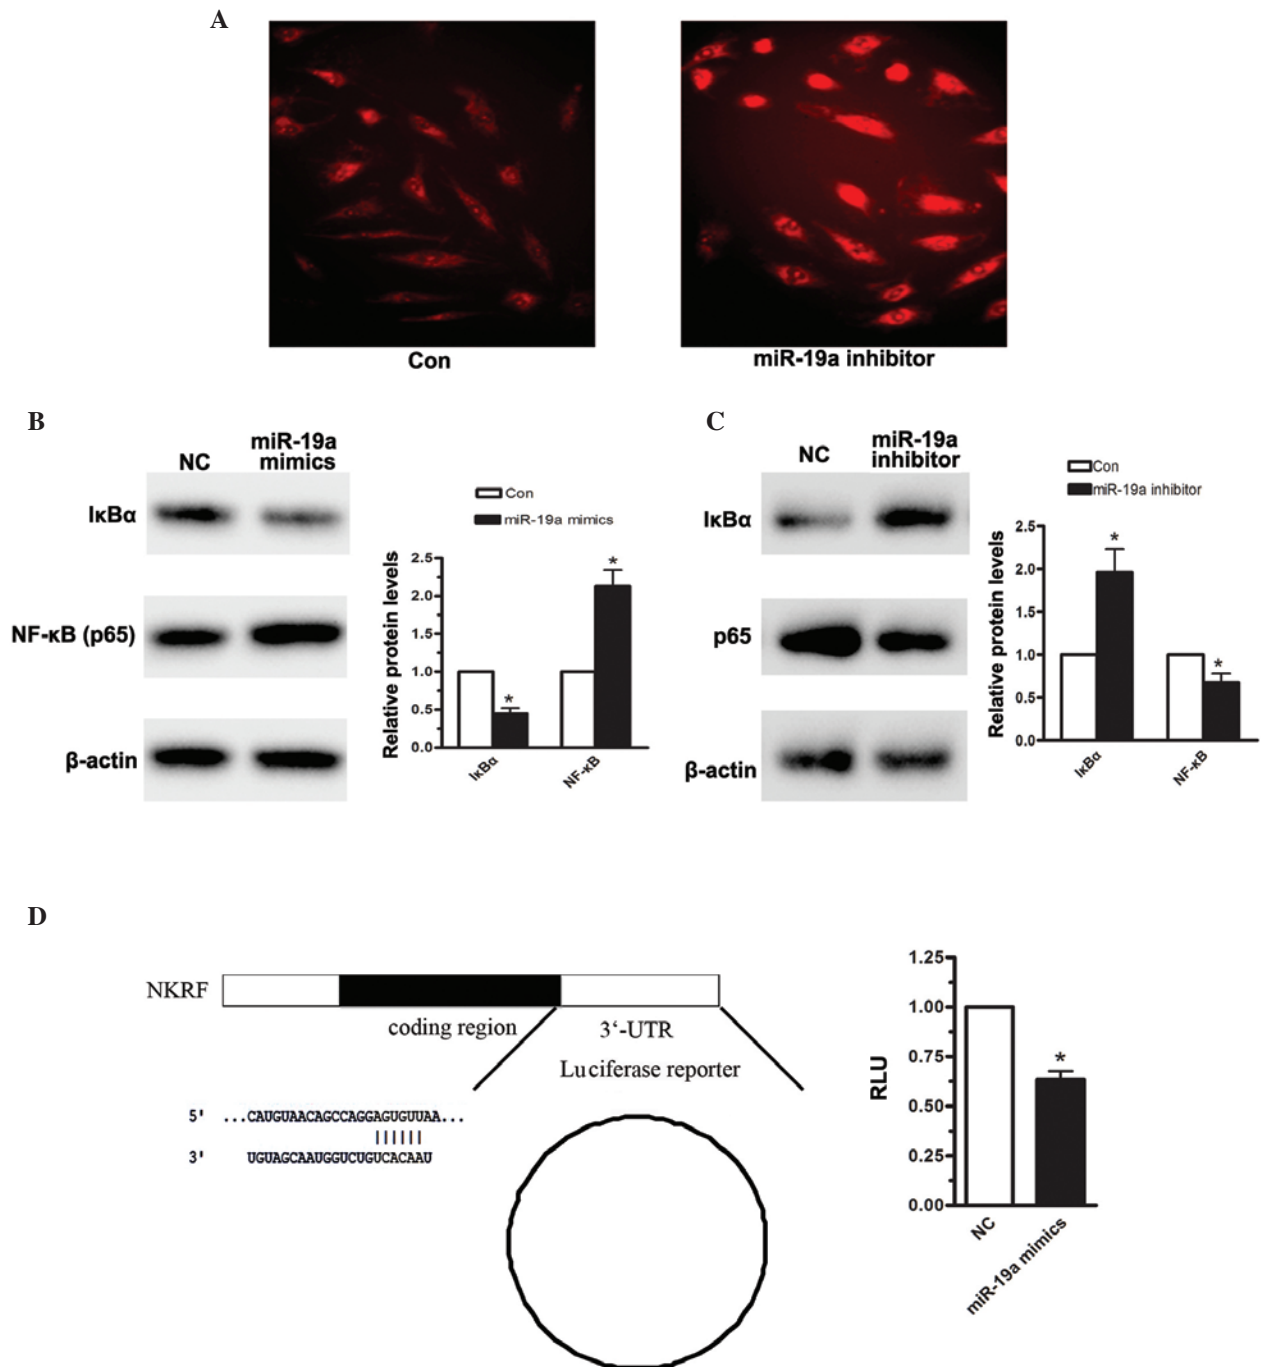 A
Con
miR-19a inhibitor
B
NC
miR-19a
mimics
IκBα
NF-κB (p65)
β-actin
Con
miR-19a mimics
Relative protein levels
2.5
2.0
1.5
1.0
0.5
0.0
*
*
IκBα
NF-κB
C
NC
miR-19a
inhibitor
IκBα
p65
β-actin
Con
miR-19a inhibitor
Relative protein levels
2.5
2.0
1.5
1.0
0.5
0.0
*
*
IκBα
NF-κB
D
NKRF
coding region
3‘-UTR
Luciferase reporter
5' ...CAUGUAACAGCCAGGAGUGUUAA...
||||||
3' UGUAGCAAUGGUCUGUCACAAU
RLU
1.25
1.00
0.75
0.50
0.25
0.00
*
NC
miR-19a mimics